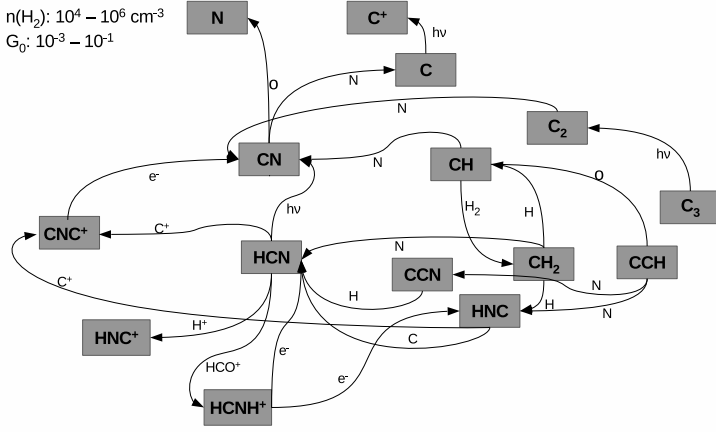 n(H₂): 10⁴ – 10⁶ cm⁻³
G₀: 10⁻³ – 10⁻¹
N
C⁺
hν
C
O
N
N
C₂
hν
CN
N
CH
O
e⁻
C₃
hν
H₂
H
CNC⁺
C⁺
HCN
N
CCN
CH₂
CCH
C⁺
H
N
H
N
HNC
HNC⁺
H⁺
C
e⁻
HCO⁺
e⁻
HCNH⁺